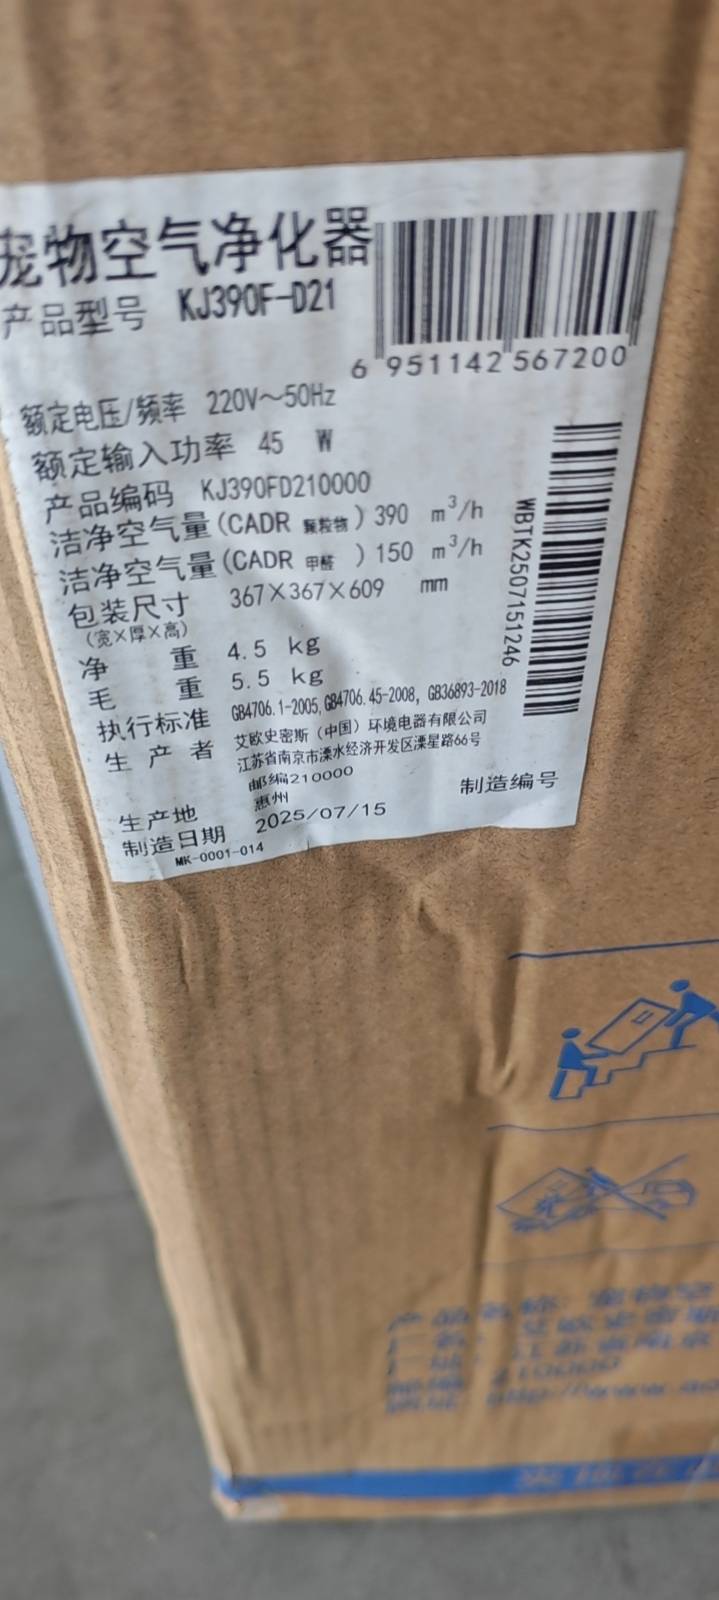 宠物空气净化器
产品型号 KJ390F-D21
6 951142 567200
额定电压/频率 220V～50Hz
额定输入功率 45 W
产品编码 KJ390FD210000
洁净空气量(CADR 颗粒物)390 m³/h
洁净空气量(CADR 甲醛 )150 m³/h
包装尺寸 367×367×609 mm
(宽×厚×高)
净 重 4.5 kg
毛 重 5.5 kg
执行标准 GB4706.1-2005,GB4706.45-2008, GB36893-2018
生 产 者 艾欧史密斯（中国）环境电器有限公司
江苏省南京市溧水经济开发区溧星路66号
邮编210000
生产地 惠州
制造日期 2025/07/15
MK-0001-014
制造编号
WBTK2507151246
210000